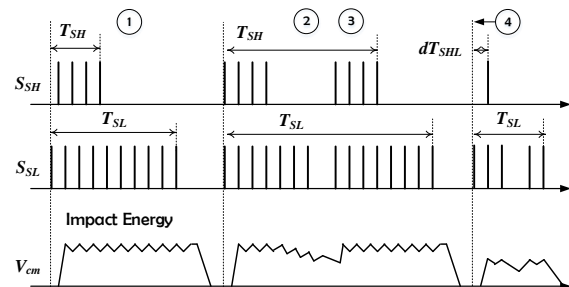 1 2 3 4
T_SH T_SH dT_SHL
S_SH
T_SL T_SL T_SL
S_SL
Impact Energy
V_cm